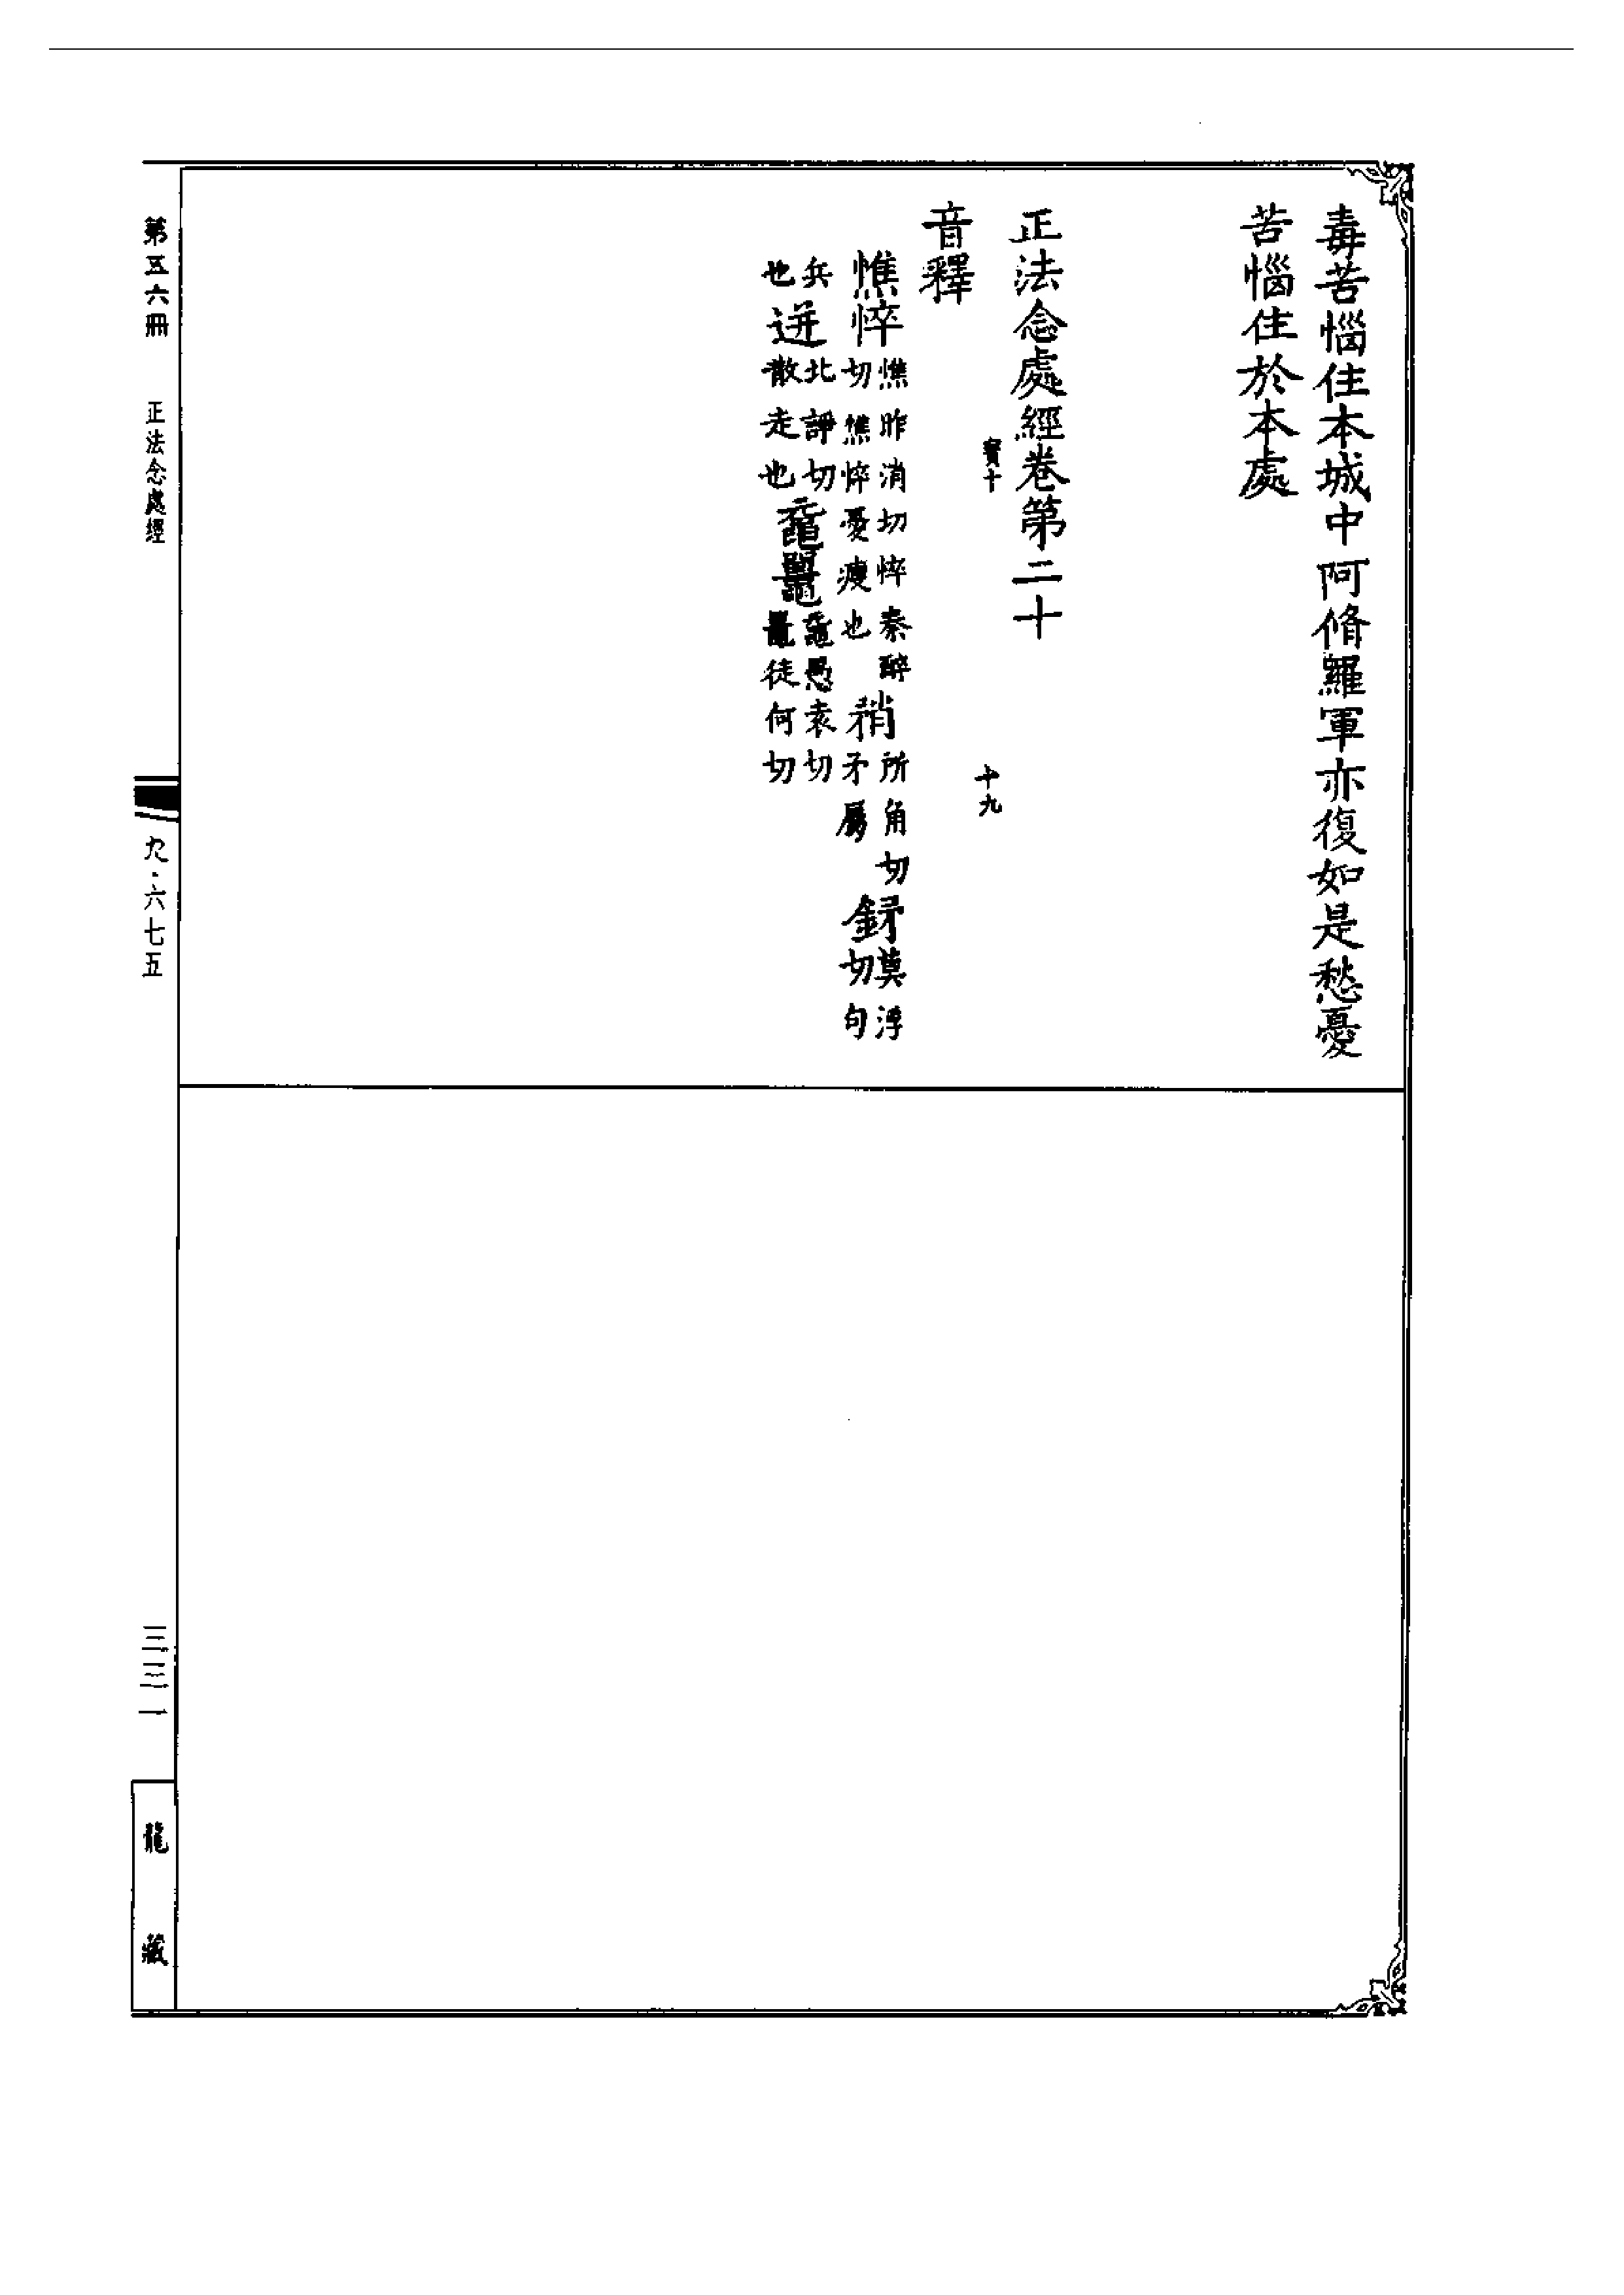 毒苦惱住本城中阿脩羅軍亦復如是愁憂
苦惱住於本處
正法念處經卷第二十
賓十 十九
音釋
憔悴憔昨消切悴秦醉切憔悴憂瘦也 矟所角切矛屬 鉾莫浮切句
兵也 迸北諍切散走也 黿鼉黿愚袁切鼉徒何切
第五六冊 正法念處經 九·六七五 三三一 龍藏